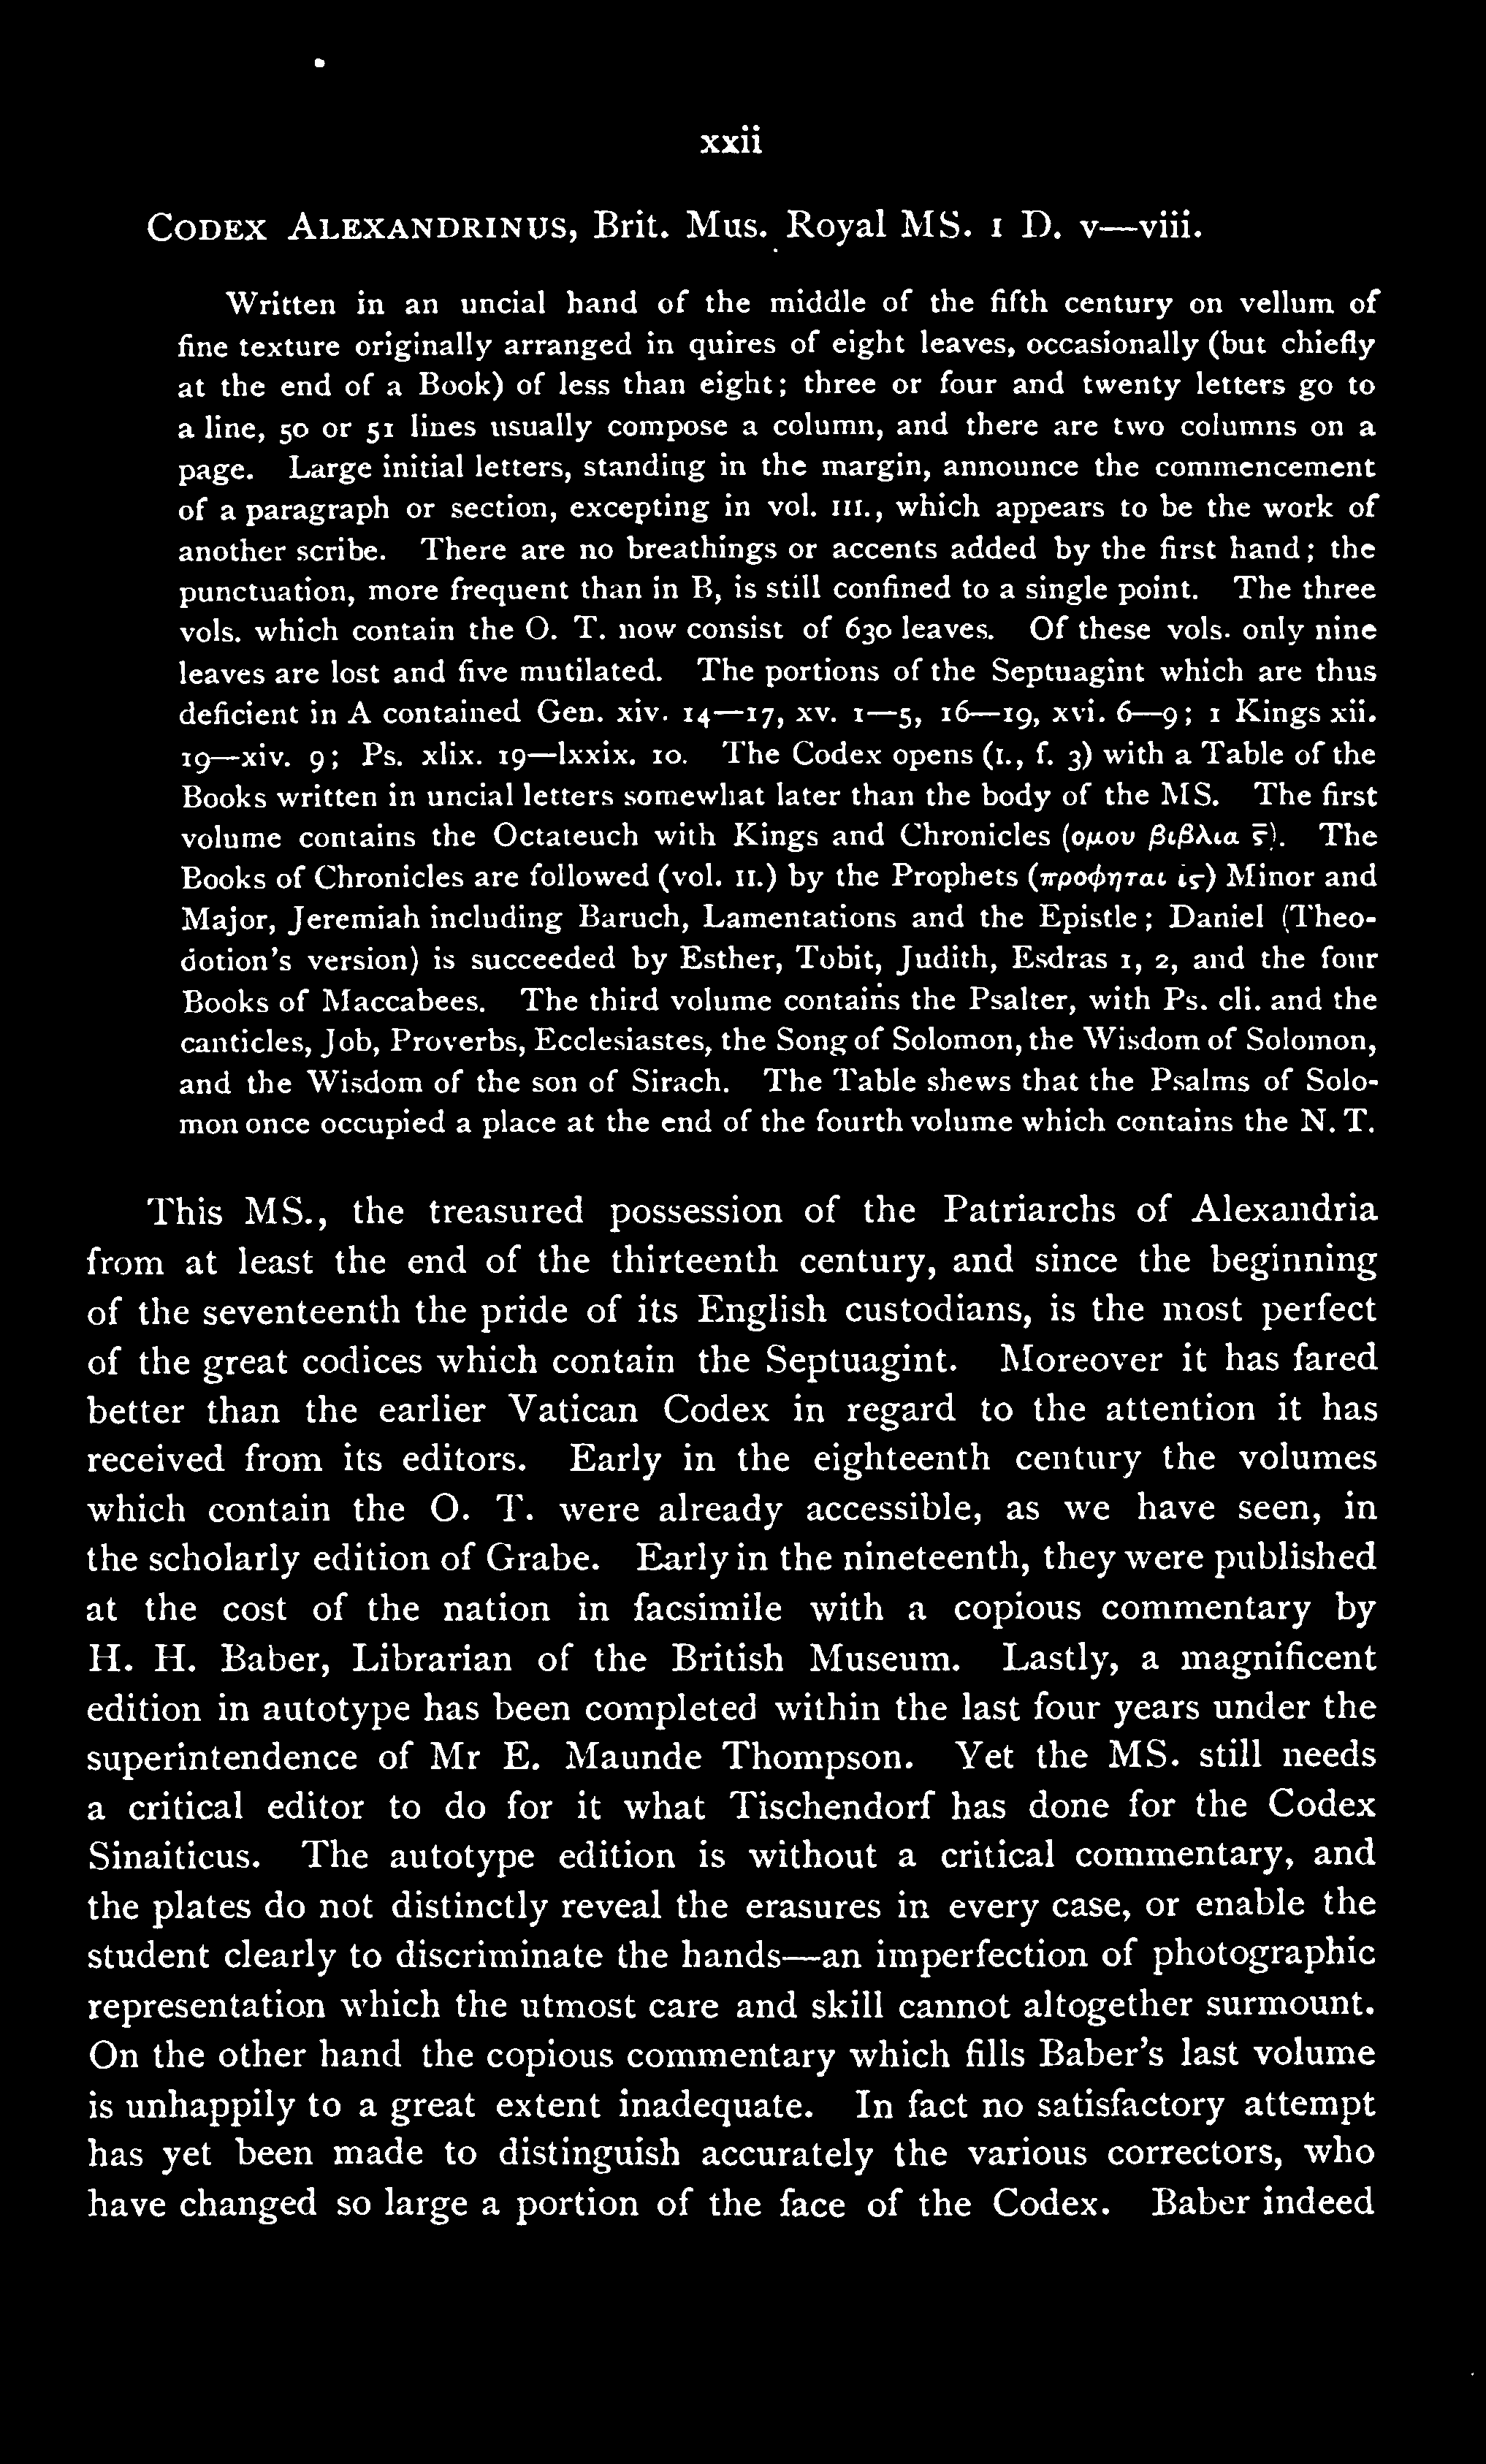 xxii
CODEX ALEXANDRINUS, Brit. Mus. Royal MS. I D. v—viii.
Written in an uncial hand of the middle of the fifth century on vellum of
fine texture originally arranged in quires of eight leaves, occasionally (but chiefly
at the end of a Book) of less than eight; three or four and twenty letters go to
a line, 50 or 51 lines usually compose a column, and there are two columns on a
page. Large initial letters, standing in the margin, announce the commencement
of a paragraph or section, excepting in vol. III., which appears to be the work of
another scribe. There are no breathings or accents added by the first hand; the
punctuation, more frequent than in B, is still confined to a single point. The three
vols. which contain the O. T. now consist of 630 leaves. Of these vols. only nine
leaves are lost and five mutilated. The portions of the Septuagint which are thus
deficient in A contained Gen. xiv. 14—17, xv. 1—5, 16—19, xvi. 6—9; 1 Kings xii.
19—xiv. 9; Ps. xlix. 19—lxxix. 10. The Codex opens (I., f. 3) with a Table of the
Books written in uncial letters somewhat later than the body of the MS. The first
volume contains the Octateuch with Kings and Chronicles (ομου βιβλια ϛ̅). The
Books of Chronicles are followed (vol. II.) by the Prophets (προφηται ιϛ) Minor and
Major, Jeremiah including Baruch, Lamentations and the Epistle; Daniel (Theo-
dotion's version) is succeeded by Esther, Tobit, Judith, Esdras 1, 2, and the four
Books of Maccabees. The third volume contains the Psalter, with Ps. cli. and the
canticles, Job, Proverbs, Ecclesiastes, the Song of Solomon, the Wisdom of Solomon,
and the Wisdom of the son of Sirach. The Table shews that the Psalms of Solo-
mon once occupied a place at the end of the fourth volume which contains the N. T.
This MS., the treasured possession of the Patriarchs of Alexandria
from at least the end of the thirteenth century, and since the beginning
of the seventeenth the pride of its English custodians, is the most perfect
of the great codices which contain the Septuagint. Moreover it has fared
better than the earlier Vatican Codex in regard to the attention it has
received from its editors. Early in the eighteenth century the volumes
which contain the O. T. were already accessible, as we have seen, in
the scholarly edition of Grabe. Early in the nineteenth, they were published
at the cost of the nation in facsimile with a copious commentary by
H. H. Baber, Librarian of the British Museum. Lastly, a magnificent
edition in autotype has been completed within the last four years under the
superintendence of Mr E. Maunde Thompson. Yet the MS. still needs
a critical editor to do for it what Tischendorf has done for the Codex
Sinaiticus. The autotype edition is without a critical commentary, and
the plates do not distinctly reveal the erasures in every case, or enable the
student clearly to discriminate the hands—an imperfection of photographic
representation which the utmost care and skill cannot altogether surmount.
On the other hand the copious commentary which fills Baber's last volume
is unhappily to a great extent inadequate. In fact no satisfactory attempt
has yet been made to distinguish accurately the various correctors, who
have changed so large a portion of the face of the Codex. Baber indeed